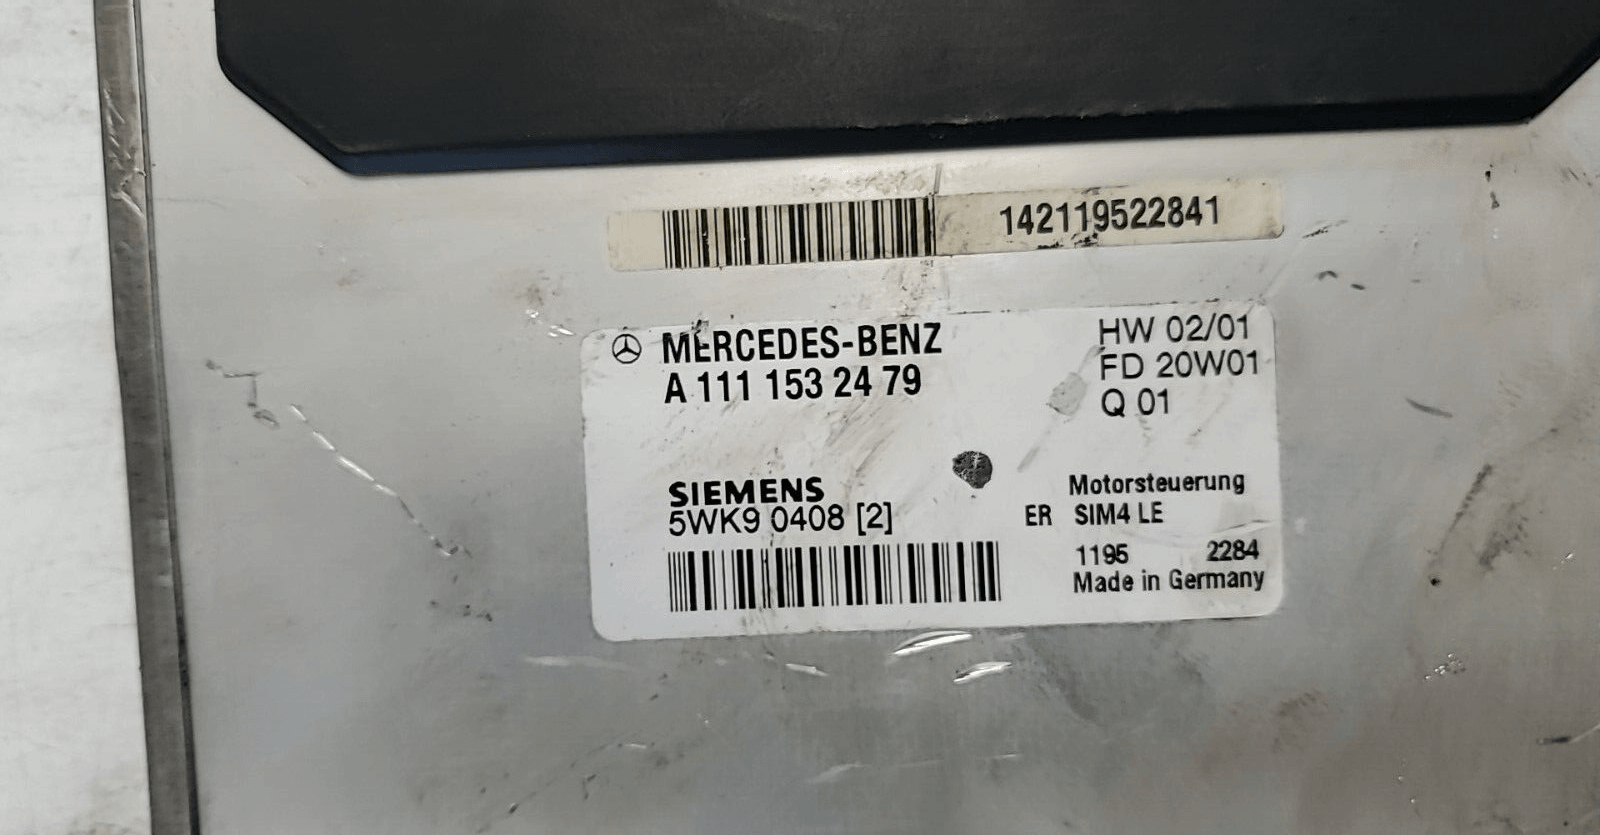 142119522841
MERCEDES-BENZ
A 111 153 24 79
HW 02/01
FD 20W01
Q 01
SIEMENS
5WK9 0408 [2]
Motorsteuerung
ER SIM4 LE
1195 2284
Made in Germany